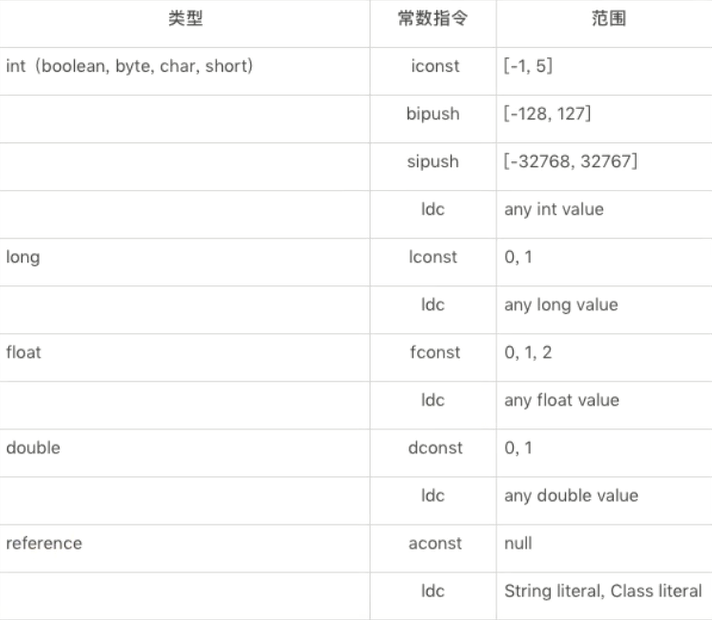 类型 常数指令 范围
int（boolean, byte, char, short) iconst [-1, 5]
bipush [-128, 127]
sipush [-32768, 32767]
ldc any int value
long lconst 0, 1
ldc any long value
float fconst 0, 1, 2
ldc any float value
double dconst 0, 1
ldc any double value
reference aconst null
ldc String literal, Class literal